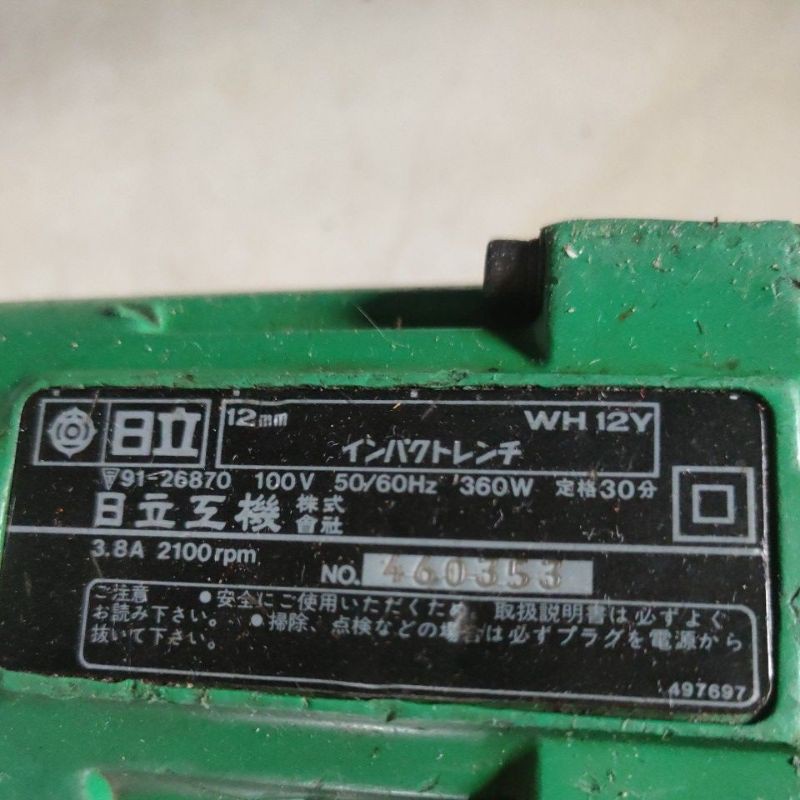 日立 12mm WH 12Y
インパクトレンチ
▽91-26870 100V 50/60Hz 360W 定格30分
日立工機 株式會社
3.8A 2100rpm
NO. 460353
ご注意 ●安全にご使用いただくため、取扱説明書は必ずよく
お読み下さい。 ●掃除、点検などの場合は必ずプラグを電源から
抜いて下さい。
497697